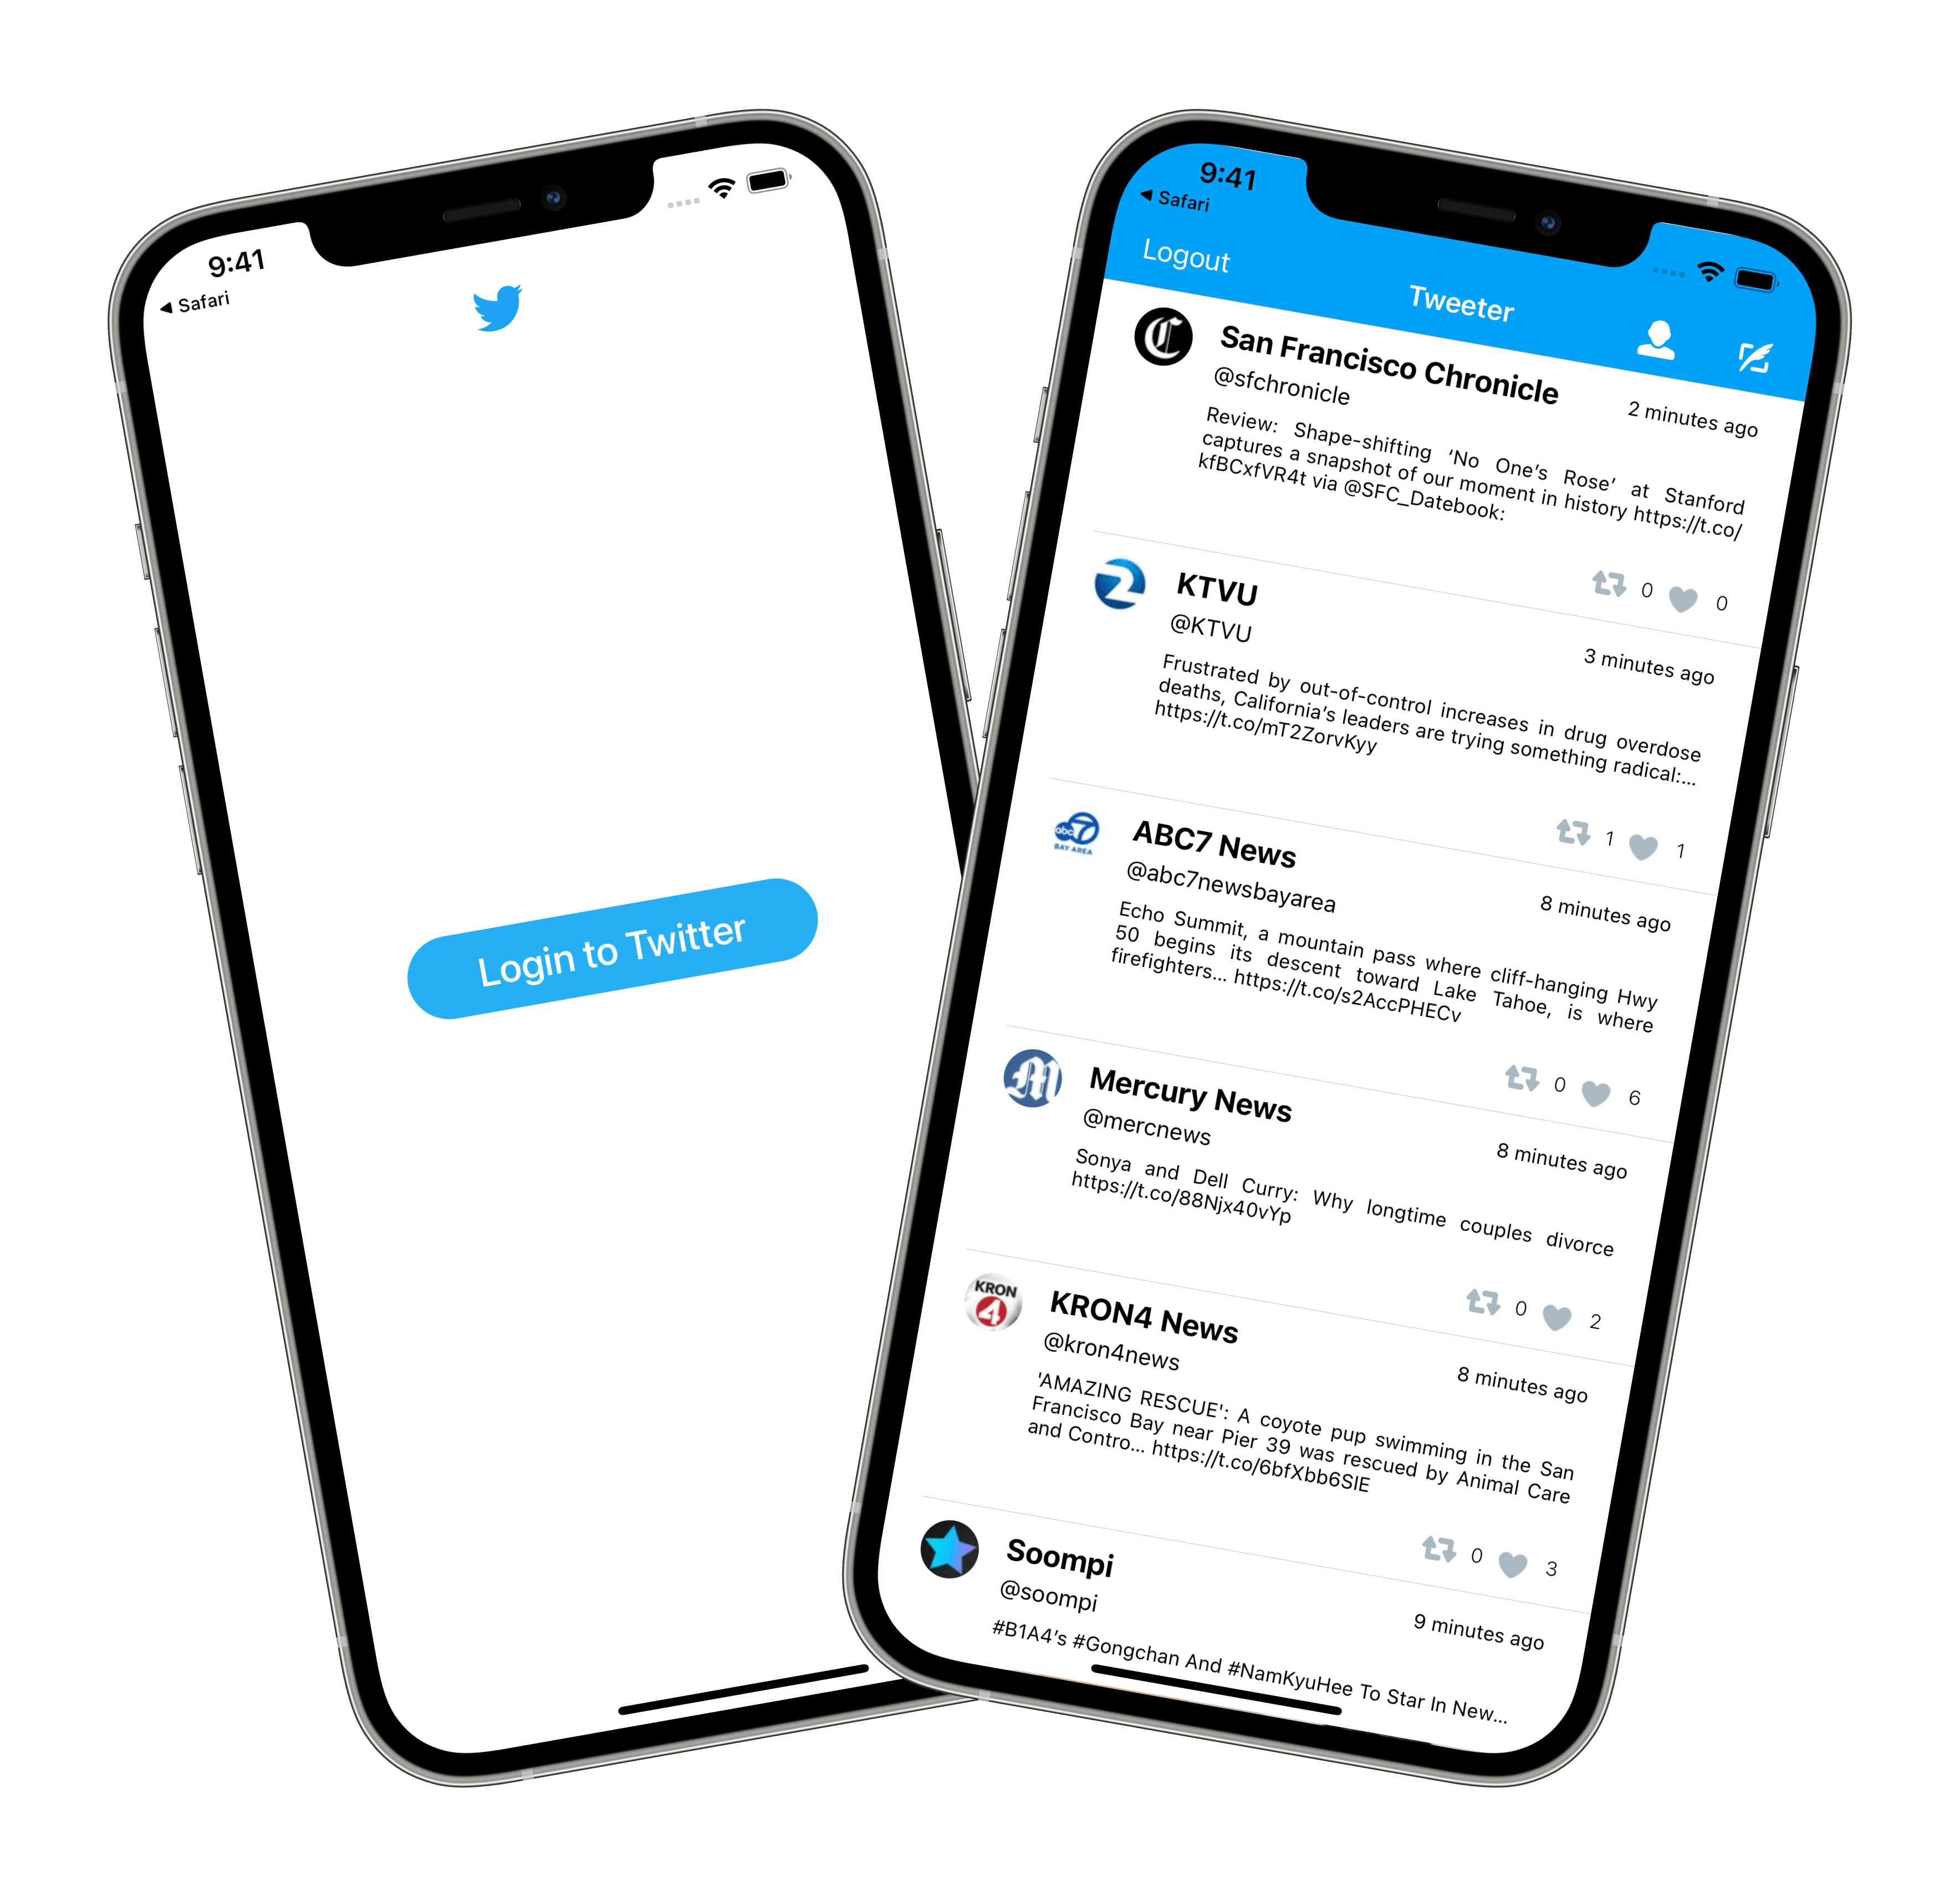 9:41
Safari
Login to Twitter
9:41
Safari
Logout
Tweeter
San Francisco Chronicle
@sfchronicle
2 minutes ago
Review: Shape-shifting ‘No One’s Rose’ at Stanford
captures a snapshot of our moment in history https://t.co/
kfBCxfVR4t via @SFC_Datebook:
0 0
KTVU
@KTVU
3 minutes ago
Frustrated by out-of-control increases in drug overdose
deaths, California’s leaders are trying something radical:...
https://t.co/mT2ZorvKyy
1 1
abc 7
BAY AREA
ABC7 News
@abc7newsbayarea
8 minutes ago
Echo Summit, a mountain pass where cliff-hanging Hwy
50 begins its descent toward Lake Tahoe, is where
firefighters... https://t.co/s2AccPHECv
0 6
Mercury News
@mercnews
8 minutes ago
Sonya and Dell Curry: Why longtime couples divorce
https://t.co/88Njx40vYp
0 2
KRON
4
KRON4 News
@kron4news
8 minutes ago
'AMAZING RESCUE': A coyote pup swimming in the San
Francisco Bay near Pier 39 was rescued by Animal Care
and Contro... https://t.co/6bfXbb6SIE
0 3
Soompi
@soompi
9 minutes ago
#B1A4’s #Gongchan And #NamKyuHee To Star In New...